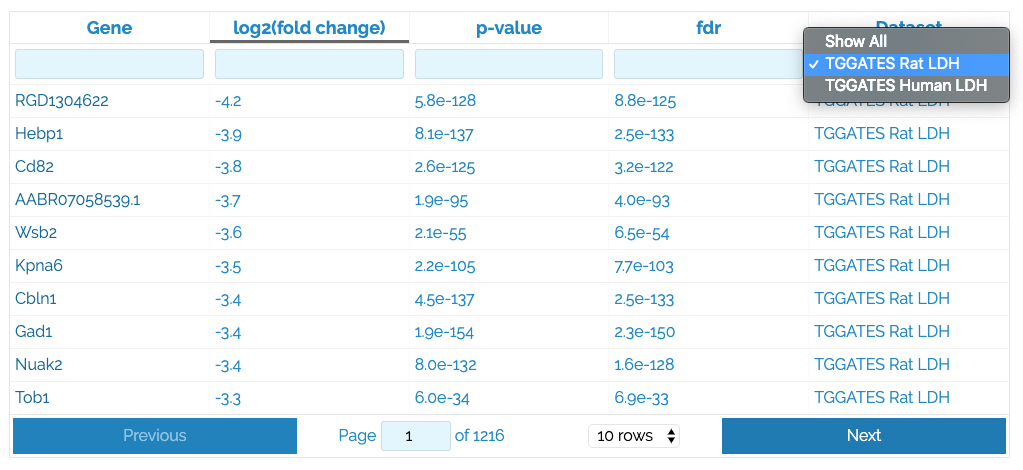 Gene log2(fold change) p-value fdr Dataset
Show All
✓ TGGATES Rat LDH
TGGATES Human LDH
RGD1304622 -4.2 5.8e-128 8.8e-125 TGGATES Rat LDH
Hebp1 -3.9 8.1e-137 2.5e-133 TGGATES Rat LDH
Cd82 -3.8 2.6e-125 3.2e-122 TGGATES Rat LDH
AABR07058539.1 -3.7 1.9e-95 4.0e-93 TGGATES Rat LDH
Wsb2 -3.6 2.1e-55 6.5e-54 TGGATES Rat LDH
Kpna6 -3.5 2.2e-105 7.7e-103 TGGATES Rat LDH
Cbln1 -3.4 4.5e-137 2.5e-133 TGGATES Rat LDH
Gad1 -3.4 1.9e-154 2.3e-150 TGGATES Rat LDH
Nuak2 -3.4 8.0e-132 1.6e-128 TGGATES Rat LDH
Tob1 -3.3 6.0e-34 6.9e-33 TGGATES Rat LDH
Previous Page 1 of 1216 10 rows Next